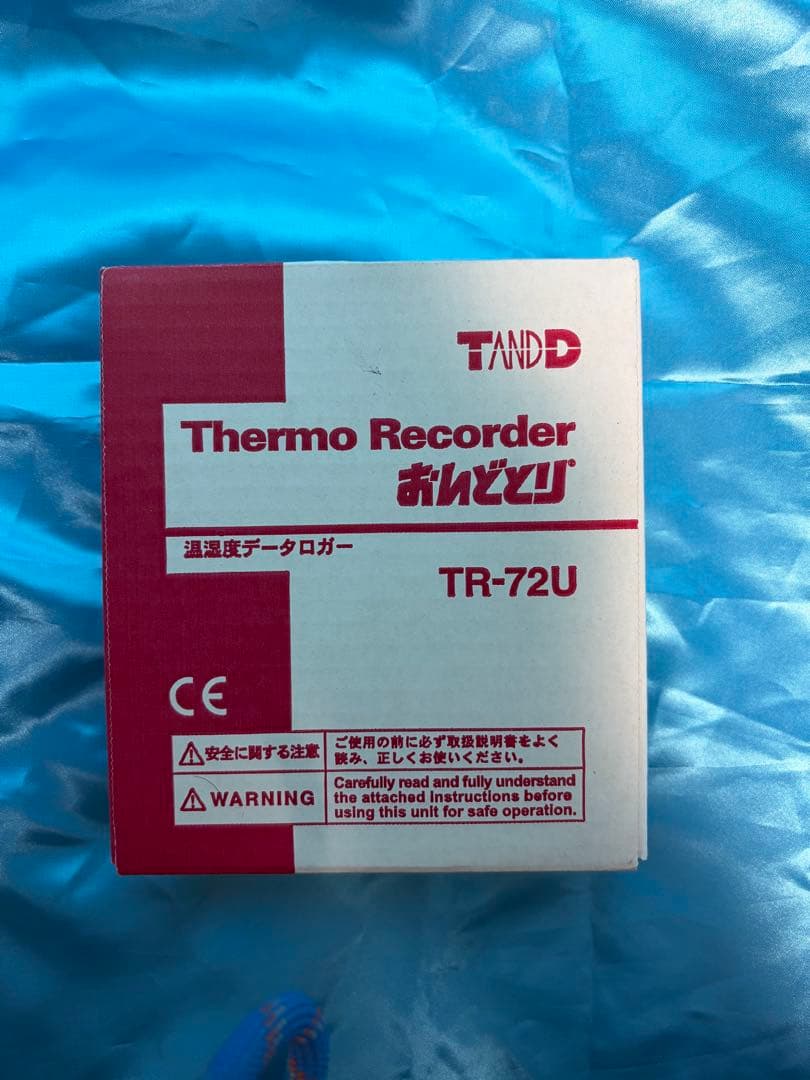 TANDD
Thermo Recorder
おんどとり®
温湿度データロガー
TR-72U
CE
⚠安全に関する注意
ご使用の前に必ず取扱説明書をよく
読み、正しくお使いください。
⚠WARNING
Carefully read and fully understand
the attached Instructions before
using this unit for safe operation.